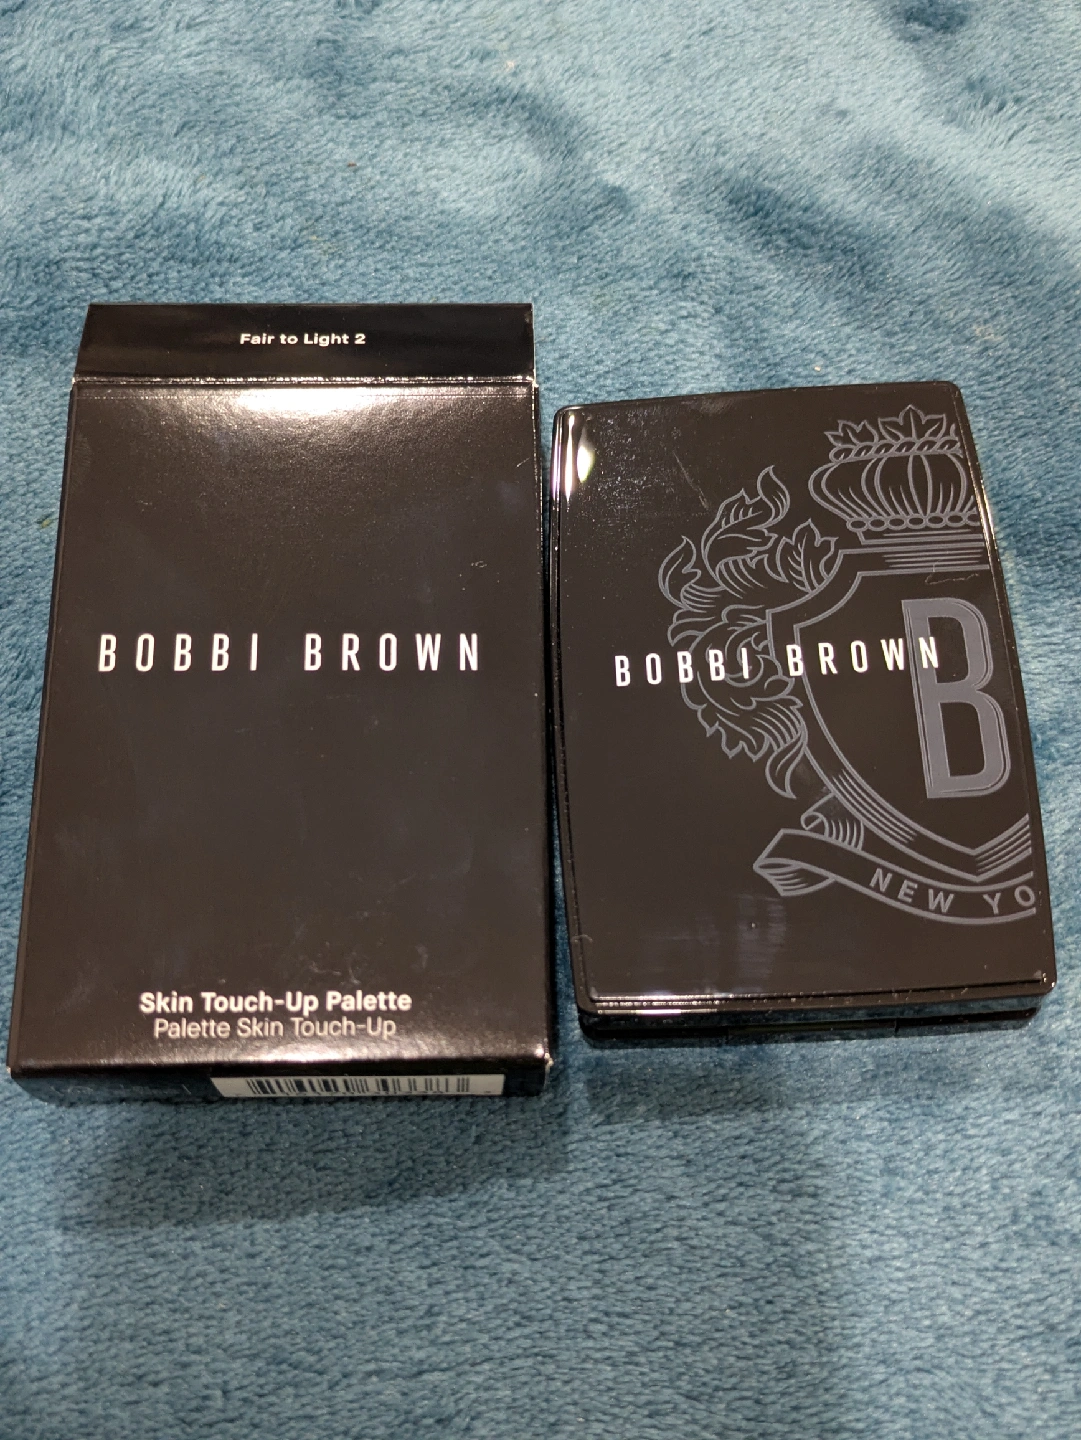 Fair to Light 2
BOBBI BROWN
Skin Touch-Up Palette
Palette Skin Touch-Up
BOBBI BROWN
B
NEW YO